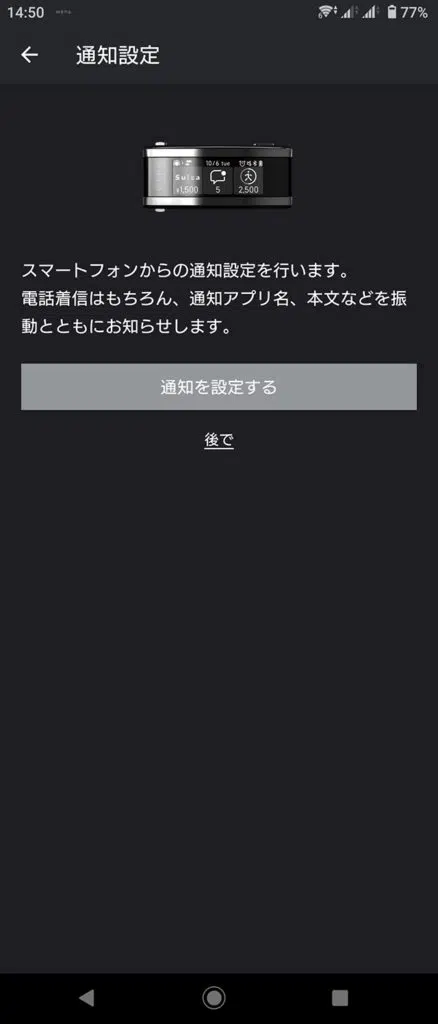 14:50
77%
通知設定
10/6 tue
Suica
¥1,500
5
2,500
スマートフォンからの通知設定を行います。
電話着信はもちろん、通知アプリ名、本文などを振
動とともにお知らせします。
通知を設定する
後で